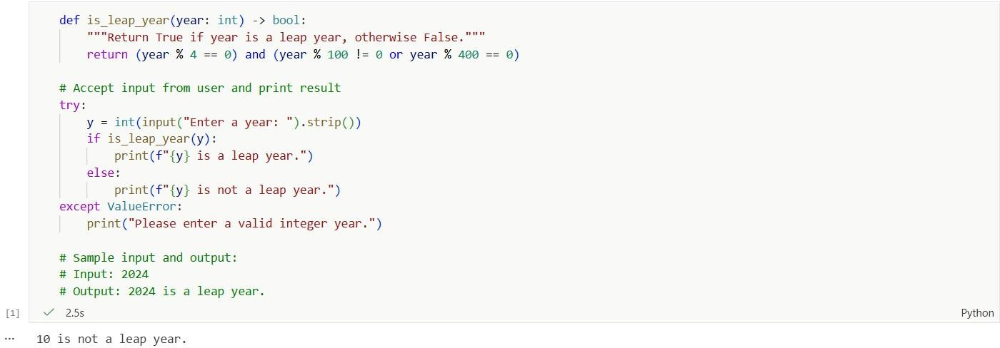 def is_leap_year(year: int) -> bool:
    """Return True if year is a leap year, otherwise False."""
    return (year % 4 == 0) and (year % 100 != 0 or year % 400 == 0)

# Accept input from user and print result
try:
    y = int(input("Enter a year: ").strip())
    if is_leap_year(y):
        print(f"{y} is a leap year.")
    else:
        print(f"{y} is not a leap year.")
except ValueError:
    print("Please enter a valid integer year.")

# Sample input and output:
# Input: 2024
# Output: 2024 is a leap year.
[1] 2.5s Python
... 10 is not a leap year.